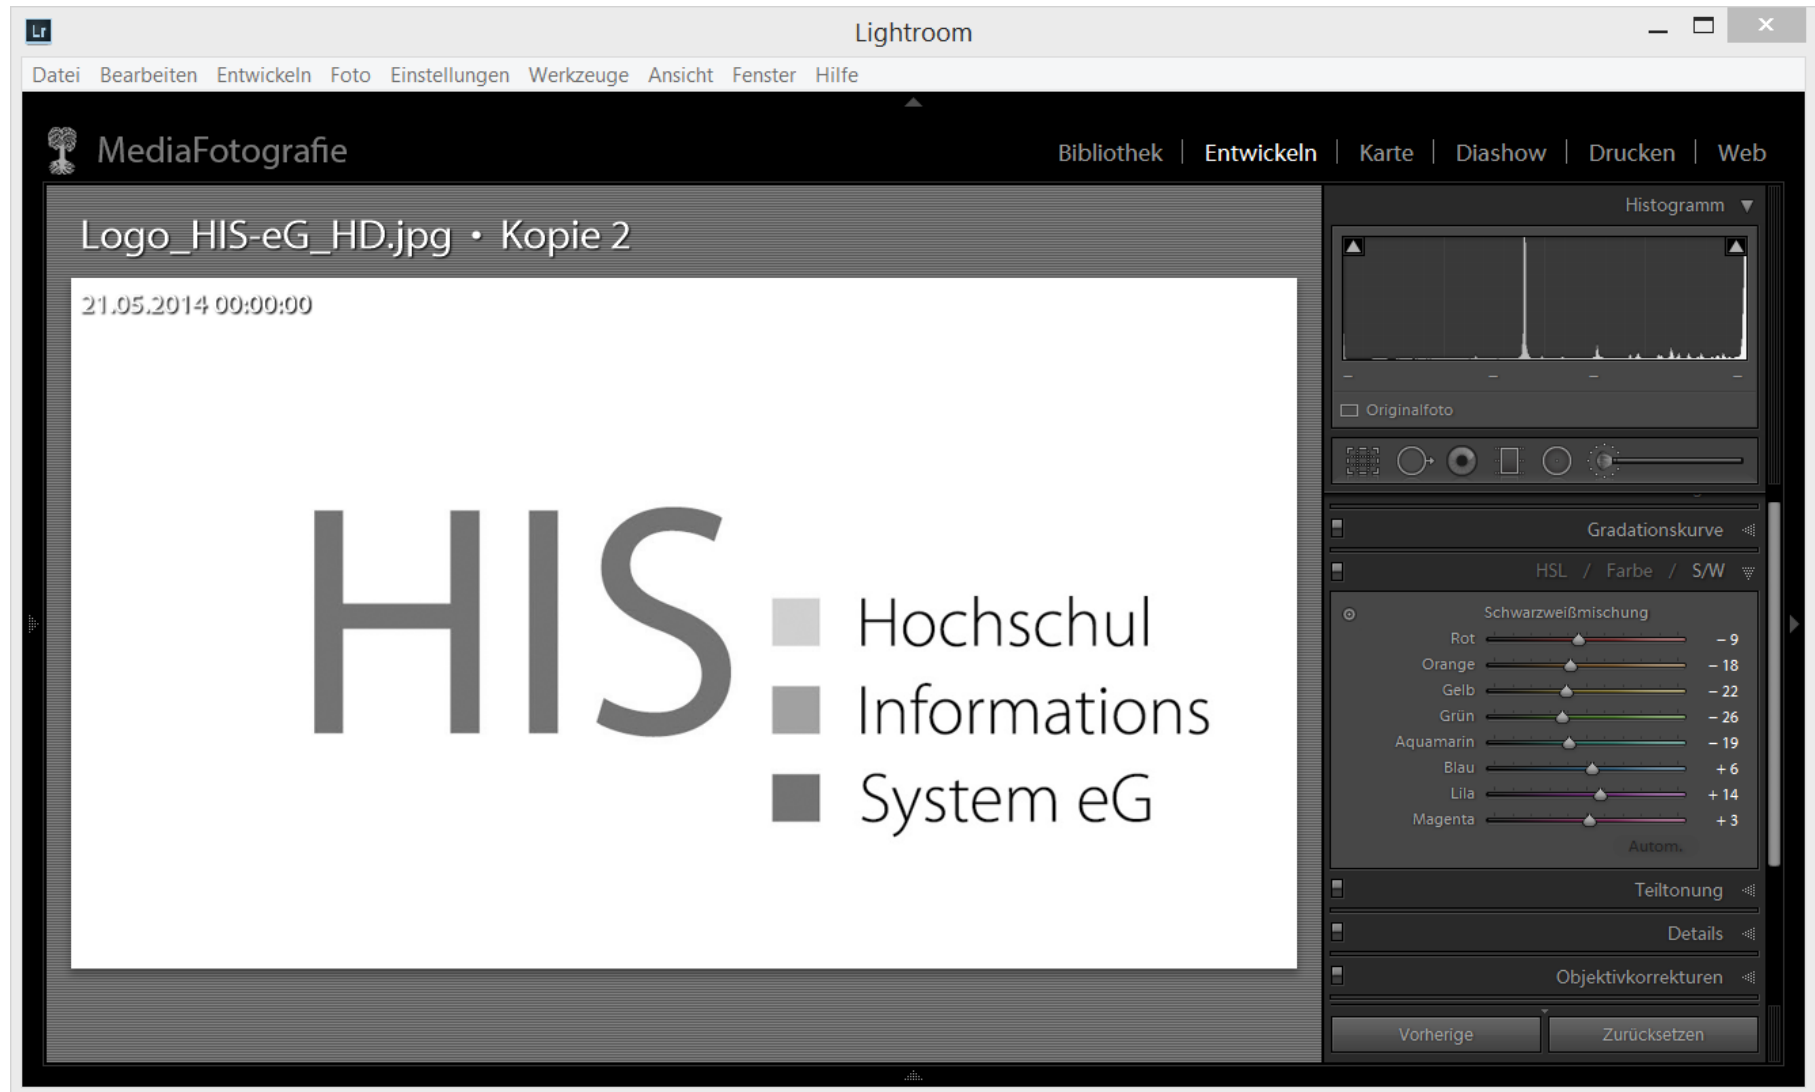 Lr Lightroom
Datei Bearbeiten Entwickeln Foto Einstellungen Werkzeuge Ansicht Fenster Hilfe
MediaFotografie
Bibliothek | Entwickeln | Karte | Diashow | Drucken | Web
Logo_HIS-eG_HD.jpg • Kopie 2
21.05.2014 00:00:00
HIS
Hochschul
Informations
System eG
Histogramm
Originalfoto
Gradationskurve
HSL / Farbe / S/W
Schwarzweißmischung
Rot – 9
Orange – 18
Gelb – 22
Grün – 26
Aquamarin – 19
Blau + 6
Lila + 14
Magenta + 3
Autom.
Teiltonung
Details
Objektivkorrekturen
Vorherige Zurücksetzen